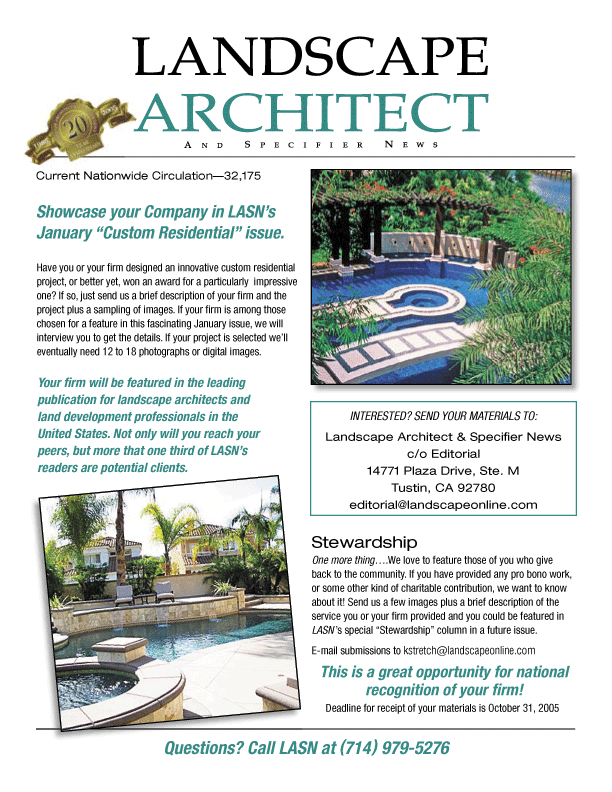 LANDSCAPE
ARCHITECT
AND SPECIFIER NEWS
20
Current Nationwide Circulation—32,175
Showcase your Company in LASN's
January “Custom Residential” issue.
Have you or your firm designed an innovative custom residential
project, or better yet, won an award for a particularly impressive
one? If so, just send us a brief description of your firm and the
project plus a sampling of images. If your firm is among those
chosen for a feature in this fascinating January issue, we will
interview you to get the details. If your project is selected we'll
eventually need 12 to 18 photographs or digital images.
Your firm will be featured in the leading
publication for landscape architects and
land development professionals in the
United States. Not only will you reach your
peers, but more that one third of LASN's
readers are potential clients.
INTERESTED? SEND YOUR MATERIALS TO:
Landscape Architect & Specifier News
c/o Editorial
14771 Plaza Drive, Ste. M
Tustin, CA 92780
editorial@landscapeonline.com
Stewardship
One more thing….We love to feature those of you who give
back to the community. If you have provided any pro bono work,
or some other kind of charitable contribution, we want to know
about it! Send us a few images plus a brief description of the
service you or your firm provided and you could be featured in
LASN's special “Stewardship” column in a future issue.
E-mail submissions to kstretch@landscapeonline.com
This is a great opportunity for national
recognition of your firm!
Deadline for receipt of your materials is October 31, 2005
Questions? Call LASN at (714) 979-5276